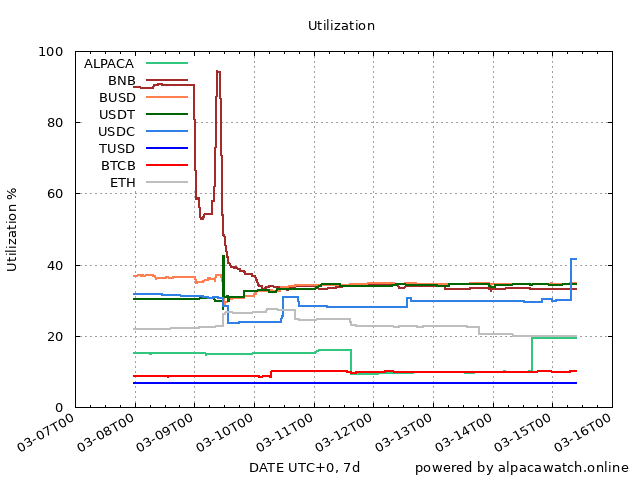 Utilization
100
80
60
40
20
0
Utilization %
ALPACA
BNB
BUSD
USDT
USDC
TUSD
BTCB
ETH
03-07T00
03-08T00
03-09T00
03-10T00
03-11T00
03-12T00
03-13T00
03-14T00
03-15T00
03-16T00
DATE UTC+0, 7d
powered by alpacawatch.online